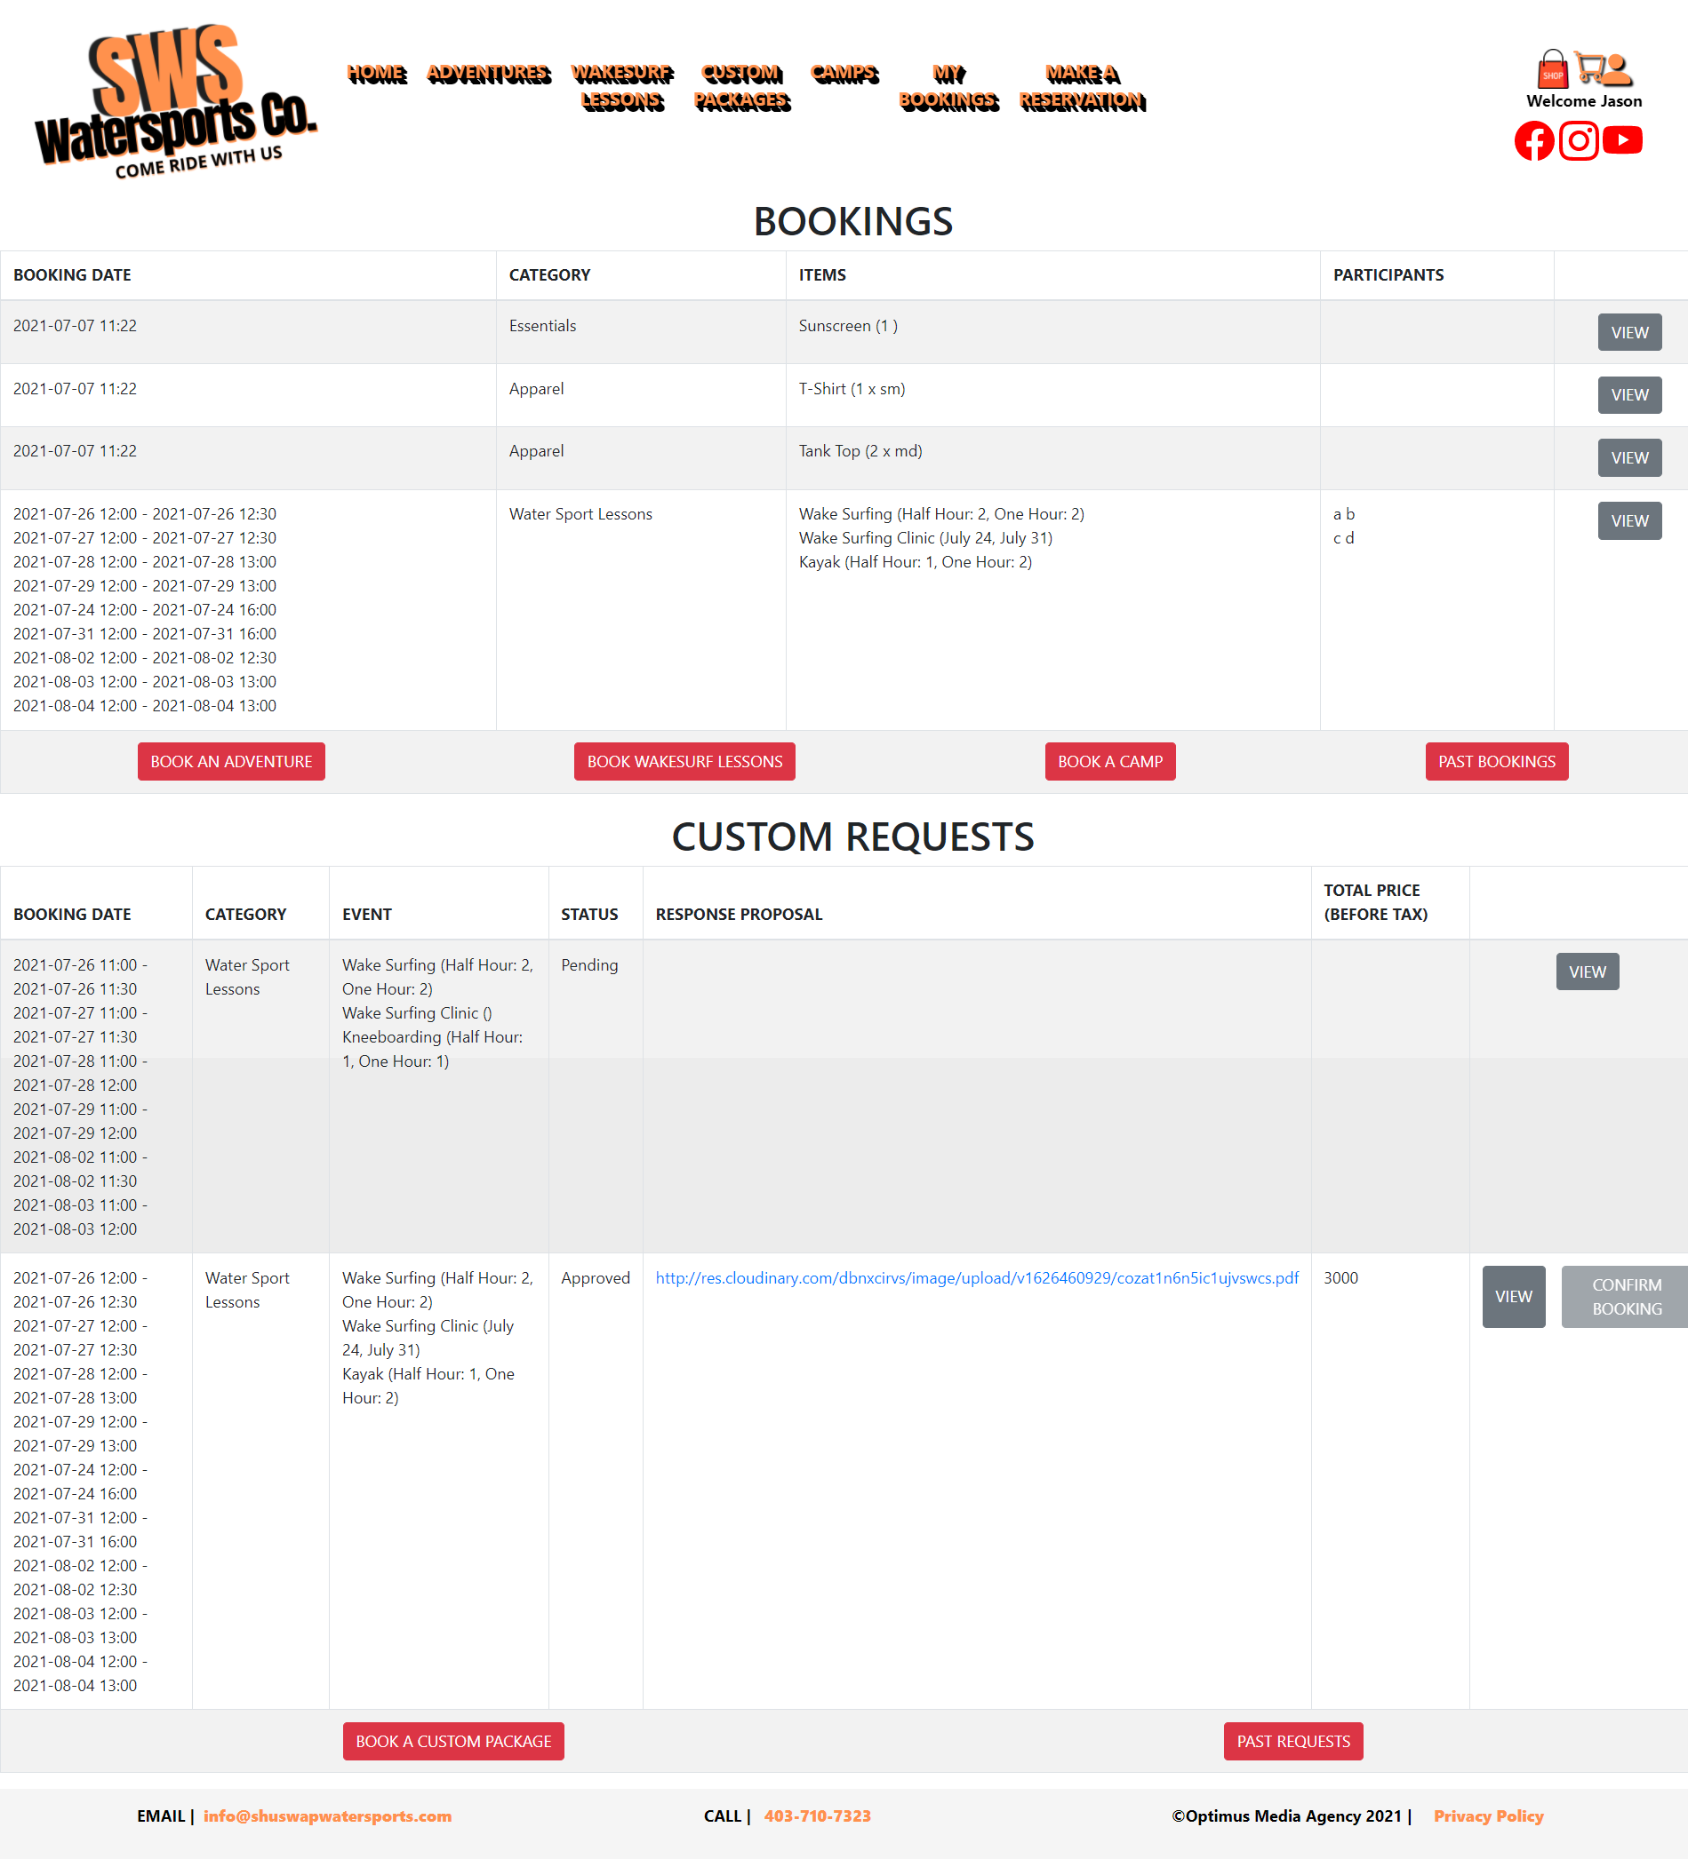 SWS
Watersports Co.
COME RIDE WITH US
HOME
ADVENTURES
WAKESURF
LESSONS
CUSTOM
PACKAGES
CAMPS
MY
BOOKINGS
MAKE A
RESERVATION
SHOP
Welcome Jason
BOOKINGS
BOOKING DATE
CATEGORY
ITEMS
PARTICIPANTS
2021-07-07 11:22
Essentials
Sunscreen (1 )
VIEW
2021-07-07 11:22
Apparel
T-Shirt (1 x sm)
VIEW
2021-07-07 11:22
Apparel
Tank Top (2 x md)
VIEW
2021-07-26 12:00 - 2021-07-26 12:30
2021-07-27 12:00 - 2021-07-27 12:30
2021-07-28 12:00 - 2021-07-28 13:00
2021-07-29 12:00 - 2021-07-29 13:00
2021-07-24 12:00 - 2021-07-24 16:00
2021-07-31 12:00 - 2021-07-31 16:00
2021-08-02 12:00 - 2021-08-02 12:30
2021-08-03 12:00 - 2021-08-03 13:00
2021-08-04 12:00 - 2021-08-04 13:00
Water Sport Lessons
Wake Surfing (Half Hour: 2, One Hour: 2)
Wake Surfing Clinic (July 24, July 31)
Kayak (Half Hour: 1, One Hour: 2)
a b
c d
VIEW
BOOK AN ADVENTURE
BOOK WAKESURF LESSONS
BOOK A CAMP
PAST BOOKINGS
CUSTOM REQUESTS
BOOKING DATE
CATEGORY
EVENT
STATUS
RESPONSE PROPOSAL
TOTAL PRICE
(BEFORE TAX)
2021-07-26 11:00 -
2021-07-26 11:30
2021-07-27 11:00 -
2021-07-27 11:30
2021-07-28 11:00 -
2021-07-28 12:00
2021-07-29 11:00 -
2021-07-29 12:00
2021-08-02 11:00 -
2021-08-02 11:30
2021-08-03 11:00 -
2021-08-03 12:00
Water Sport
Lessons
Wake Surfing (Half Hour: 2,
One Hour: 2)
Wake Surfing Clinic ()
Kneeboarding (Half Hour:
1, One Hour: 1)
Pending
VIEW
2021-07-26 12:00 -
2021-07-26 12:30
2021-07-27 12:00 -
2021-07-27 12:30
2021-07-28 12:00 -
2021-07-28 13:00
2021-07-29 12:00 -
2021-07-29 13:00
2021-07-24 12:00 -
2021-07-24 16:00
2021-07-31 12:00 -
2021-07-31 16:00
2021-08-02 12:00 -
2021-08-02 12:30
2021-08-03 12:00 -
2021-08-03 13:00
2021-08-04 12:00 -
2021-08-04 13:00
Water Sport
Lessons
Wake Surfing (Half Hour: 2,
One Hour: 2)
Wake Surfing Clinic (July
24, July 31)
Kayak (Half Hour: 1, One
Hour: 2)
Approved
http://res.cloudinary.com/dbnxcirvs/image/upload/v1626460929/cozat1n6n5ic1ujvswcs.pdf
3000
VIEW
CONFIRM
BOOKING
BOOK A CUSTOM PACKAGE
PAST REQUESTS
EMAIL | info@shuswapwatersports.com
CALL | 403-710-7323
©Optimus Media Agency 2021 | Privacy Policy